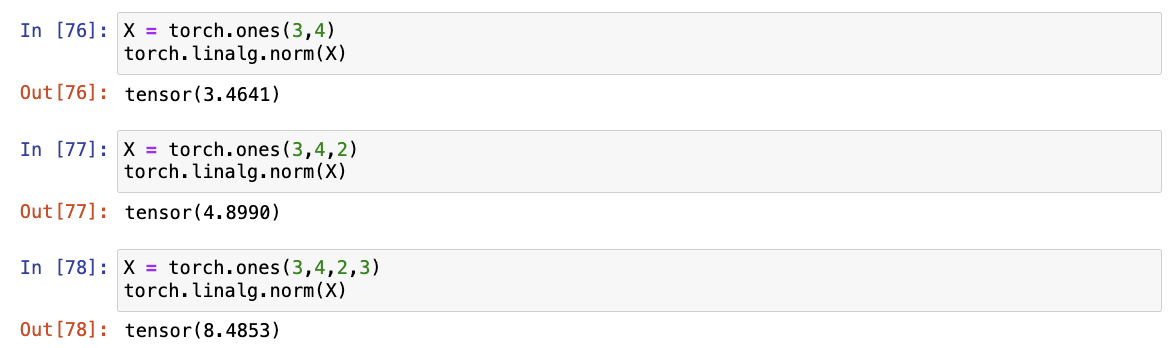 In [76]: X = torch.ones(3,4)
torch.linalg.norm(X)
Out[76]: tensor(3.4641)
In [77]: X = torch.ones(3,4,2)
torch.linalg.norm(X)
Out[77]: tensor(4.8990)
In [78]: X = torch.ones(3,4,2,3)
torch.linalg.norm(X)
Out[78]: tensor(8.4853)